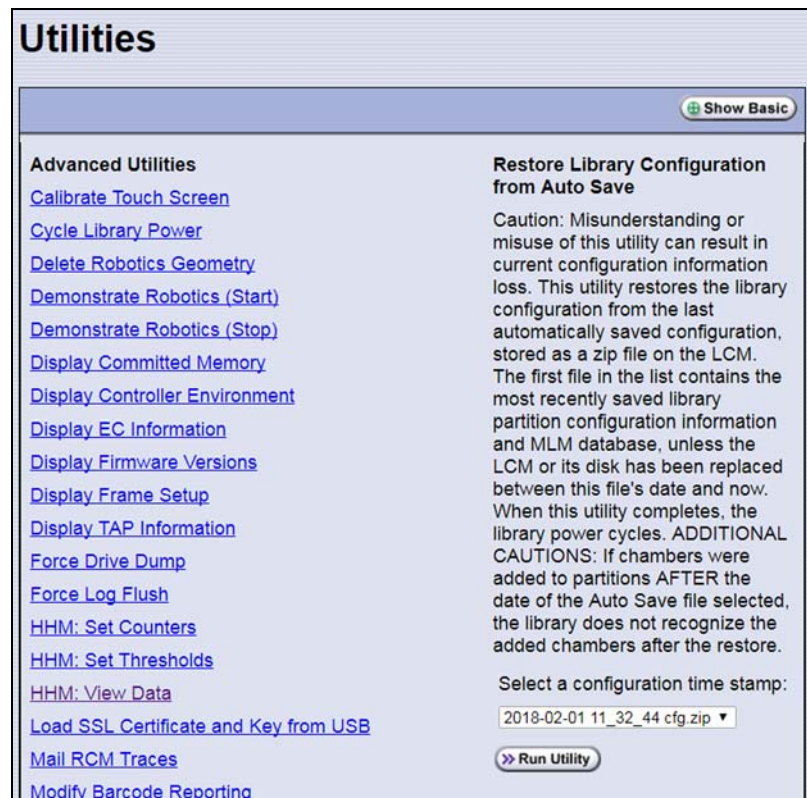 Utilities
Show Basic
Advanced Utilities
Calibrate Touch Screen
Cycle Library Power
Delete Robotics Geometry
Demonstrate Robotics (Start)
Demonstrate Robotics (Stop)
Display Committed Memory
Display Controller Environment
Display EC Information
Display Firmware Versions
Display Frame Setup
Display TAP Information
Force Drive Dump
Force Log Flush
HHM: Set Counters
HHM: Set Thresholds
HHM: View Data
Load SSL Certificate and Key from USB
Mail RCM Traces
Modify Barcode Reporting
Restore Library Configuration
from Auto Save
Caution: Misunderstanding or
misuse of this utility can result in
current configuration information
loss. This utility restores the library
configuration from the last
automatically saved configuration,
stored as a zip file on the LCM.
The first file in the list contains the
most recently saved library
partition configuration information
and MLM database, unless the
LCM or its disk has been replaced
between this file's date and now.
When this utility completes, the
library power cycles. ADDITIONAL
CAUTIONS: If chambers were
added to partitions AFTER the
date of the Auto Save file selected,
the library does not recognize the
added chambers after the restore.
Select a configuration time stamp:
2018-02-01 11_32_44 cfg.zip
Run Utility